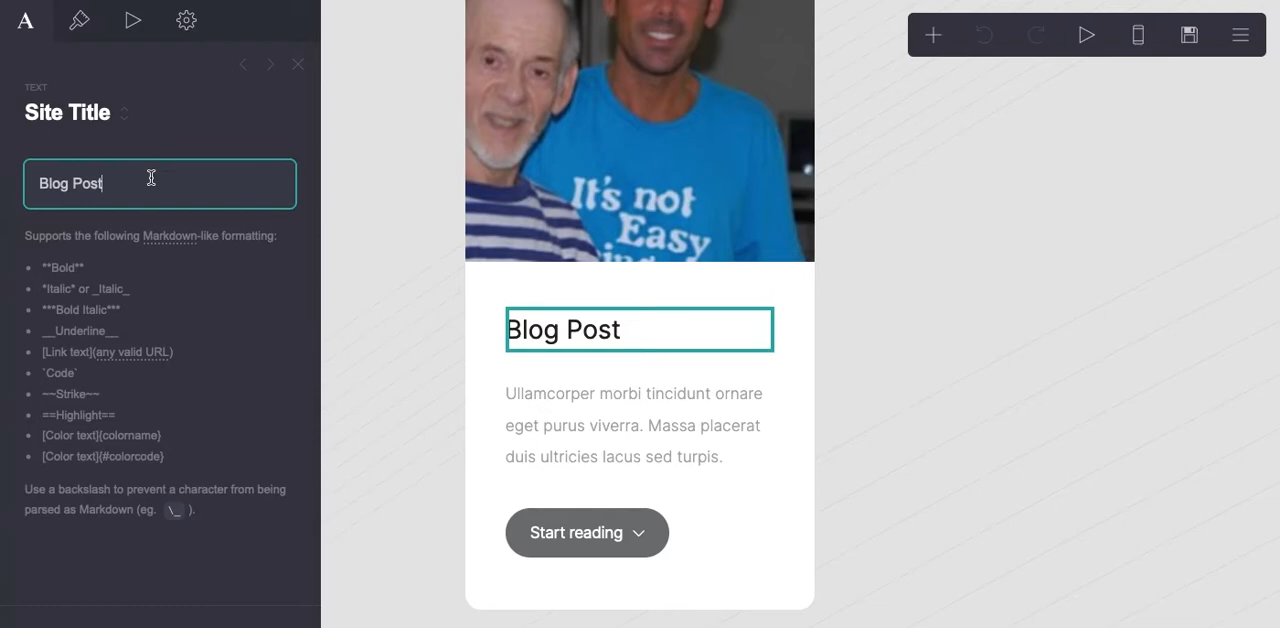 A
TEXT
Site Title
Blog Post
Supports the following Markdown-like formatting:
**Bold**
*Italic* or _Italic_
***Bold Italic***
__Underline__
[Link text](any valid URL)
`Code`
~~Strike~~
==Highlight==
[Color text]{colorname}
[Color text]{#colorcode}
Use a backslash to prevent a character from being
parsed as Markdown (eg. \_ ).
It's not
Easy
Blog Post
Ullamcorper morbi tincidunt ornare
eget purus viverra. Massa placerat
duis ultricies lacus sed turpis.
Start reading